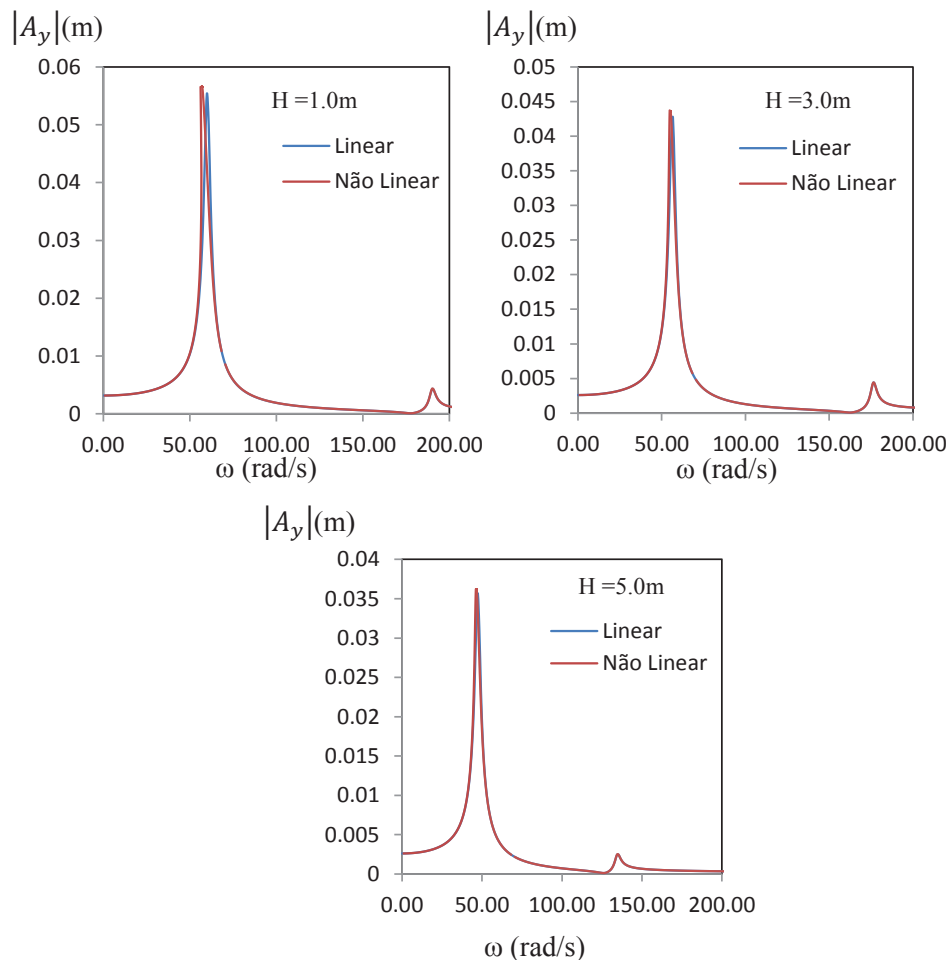 |A_y|(m)
0.06
0.05
0.04
0.03
0.02
0.01
0
H =1.0m
Linear
Não Linear
0.00 50.00 100.00 150.00 200.00
ω (rad/s)
|A_y|(m)
0.05
0.045
0.04
0.035
0.03
0.025
0.02
0.015
0.01
0.005
0
H =3.0m
Linear
Não Linear
0.00 50.00 100.00 150.00 200.00
ω (rad/s)
|A_y|(m)
0.04
0.035
0.03
0.025
0.02
0.015
0.01
0.005
0
H =5.0m
Linear
Não Linear
0.00 50.00 100.00 150.00 200.00
ω (rad/s)